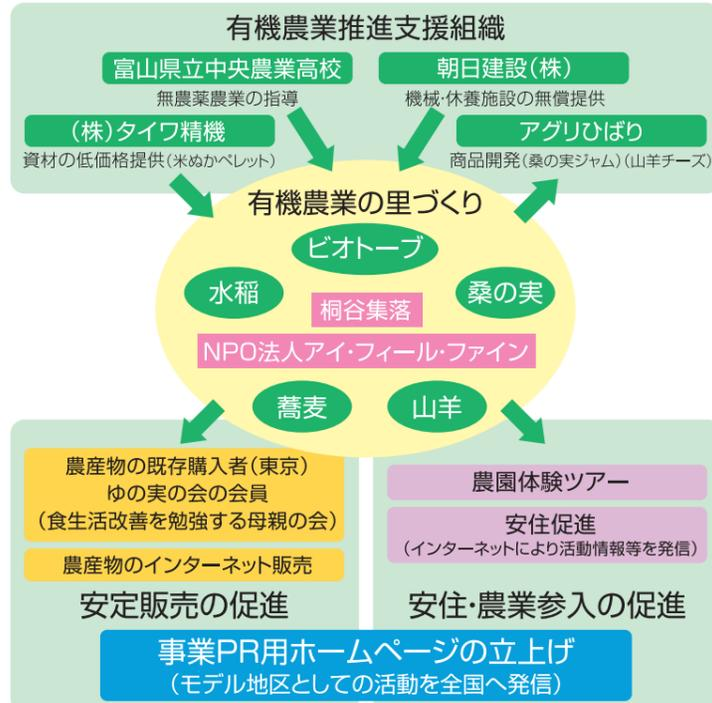 有機農業推進支援組織
富山県立中央農業高校
無農薬農業の指導
朝日建設(株)
機械・休養施設の無償提供
(株)タイワ精機
資材の低価格提供(米ぬかペレット)
アグリひばり
商品開発(桑の実ジャム)(山羊チーズ)
有機農業の里づくり
ビオトーブ
水稲
桑の実
桐谷集落
NPO法人アイ・フィール・ファイン
蕎麦
山羊
農産物の既存購入者(東京)
ゆの実の会の会員
(食生活改善を勉強する母親の会)
農産物のインターネット販売
安定販売の促進
農園体験ツアー
安住促進
(インターネットにより活動情報等を発信)
安住・農業参入の促進
事業PR用ホームページの立上げ
(モデル地区としての活動を全国へ発信)